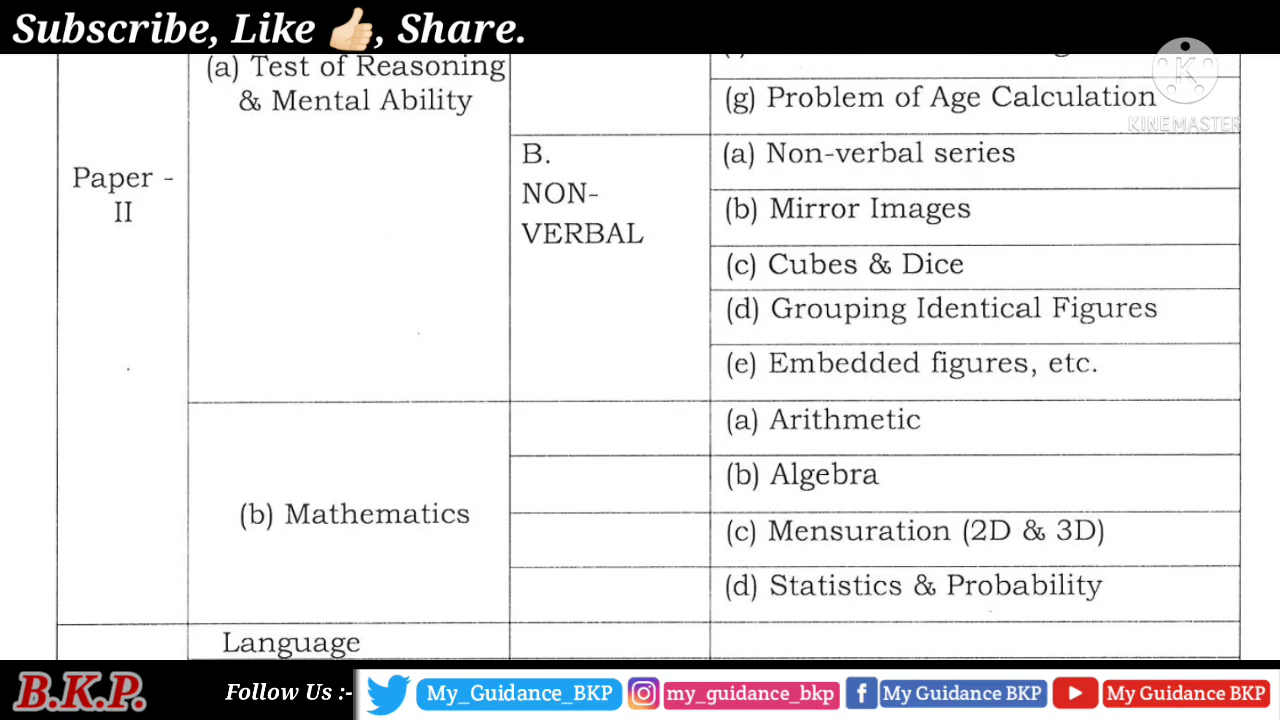 Subscribe, Like 👍🏻, Share.
(a) Test of Reasoning
& Mental Ability
(g) Problem of Age Calculation
KINEMASTER
Paper -
II
B.
NON-
VERBAL
(a) Non-verbal series
(b) Mirror Images
(c) Cubes & Dice
(d) Grouping Identical Figures
(e) Embedded figures, etc.
(b) Mathematics
(a) Arithmetic
(b) Algebra
(c) Mensuration (2D & 3D)
(d) Statistics & Probability
Language
B.K.P.
Follow Us :-
My_Guidance_BKP
my_guidance_bkp
My Guidance BKP
My Guidance BKP